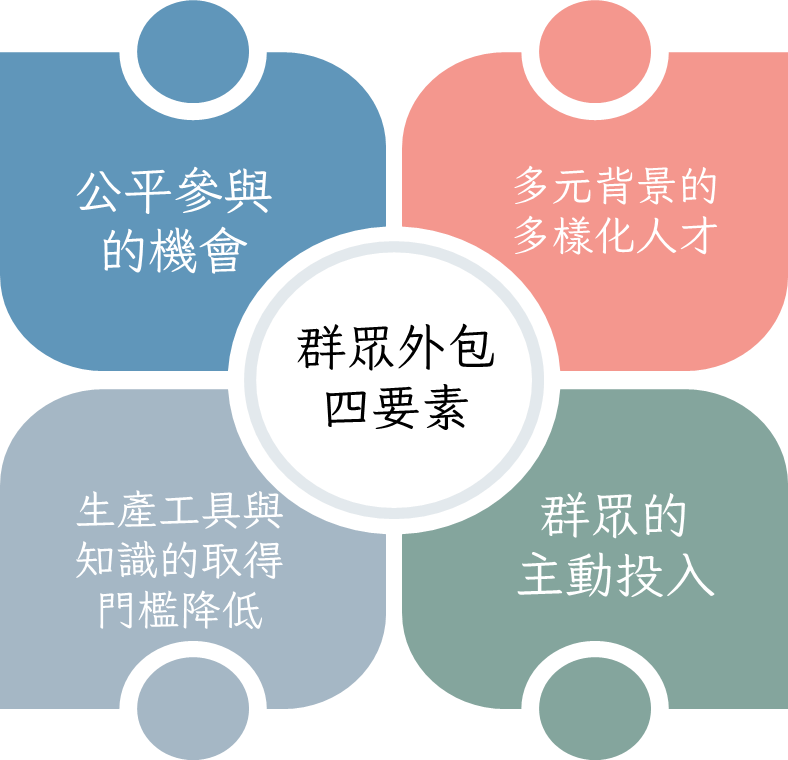 公平參與
的機會
多元背景的
多樣化人才
群眾外包
四要素
生產工具與
知識的取得
門檻降低
群眾的
主動投入